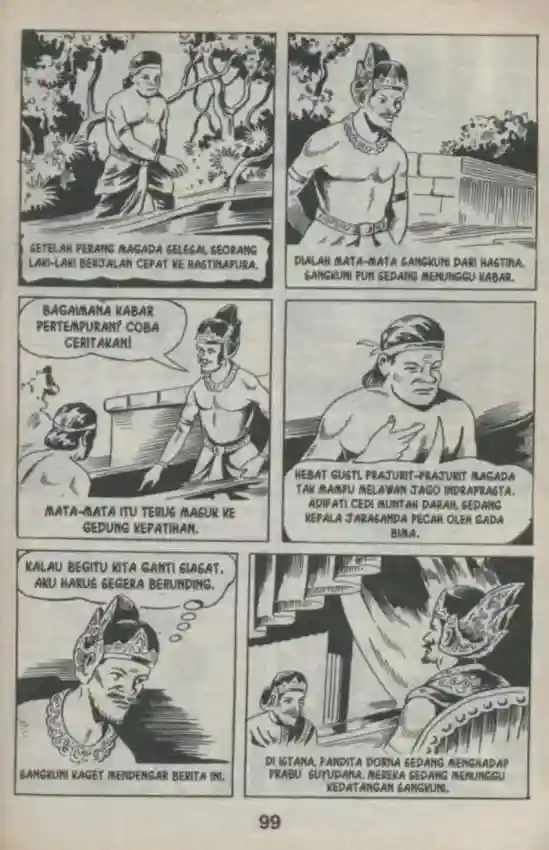 SETELAH PERANG MAGADA SELESAI, SEORANG
LAKI-LAKI BERJALAN CEPAT KE HASTINAPURA.
DIALAH MATA-MATA SANGKUNI DARI HASTINA.
SANGKUNI PUN SEDANG MENUNGGU KABAR.
BAGAIMANA KABAR
PERTEMPURAN? COBA
CERITAKAN!
MATA-MATA ITU TERUS MASUK KE
GEDUNG KEPATIHAN.
HEBAT GUSTI, PRAJURIT-PRAJURIT MAGADA
TAK MAMPU MELAWAN JAGO INDRAPRASTA.
ADIPATI CEDI MUNTAH DARAH, SEDANG
KEPALA JARASANDA PECAH OLEH GADA
BIMA.
KALAU BEGITU KITA GANTI SIASAT.
AKU HARUS SEGERA BERUNDING.
SANGKUNI KAGET MENDENGAR BERITA INI.
DI ISTANA, PANDITA DORNA SEDANG MENGHADAP
PRABU SUYUDANA. MEREKA SEDANG MENUNGGU
KEDATANGAN SANGKUNI.
99